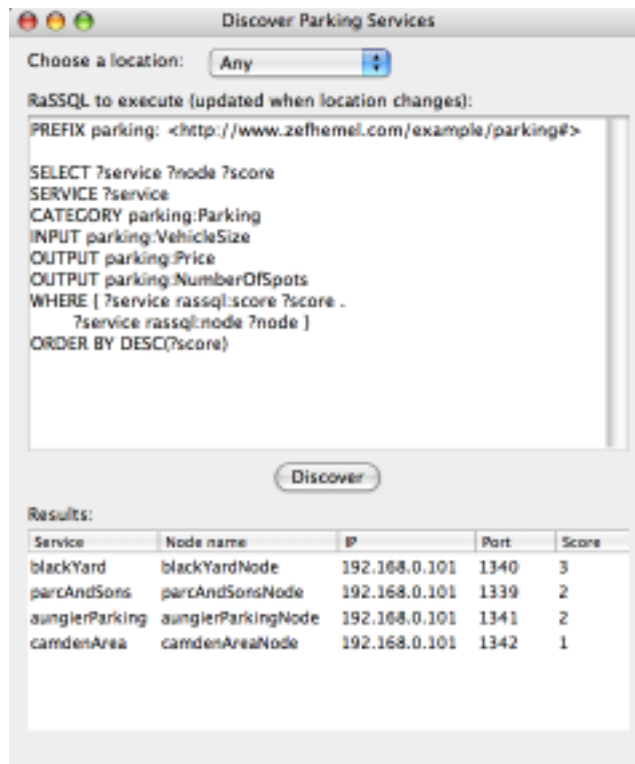 Discover Parking Services
Choose a location: Any
RaSSQL to execute (updated when location changes):
PREFIX parking: <http://www.zefhemel.com/example/parking#>
SELECT ?service ?node ?score
SERVICE ?service
CATEGORY parking:Parking
INPUT parking:VehicleSize
OUTPUT parking:Price
OUTPUT parking:NumberOfSpots
WHERE { ?service rassql:score ?score .
?service rassql:node ?node }
ORDER BY DESC(?score)
Discover
Results:
Service Node name IP Port Score
blackYard blackYardNode 192.168.0.101 1340 3
parcAndSons parcAndSonsNode 192.168.0.101 1339 2
aungierParking aungierParkingNode 192.168.0.101 1341 2
camdenArea camdenAreaNode 192.168.0.101 1342 1